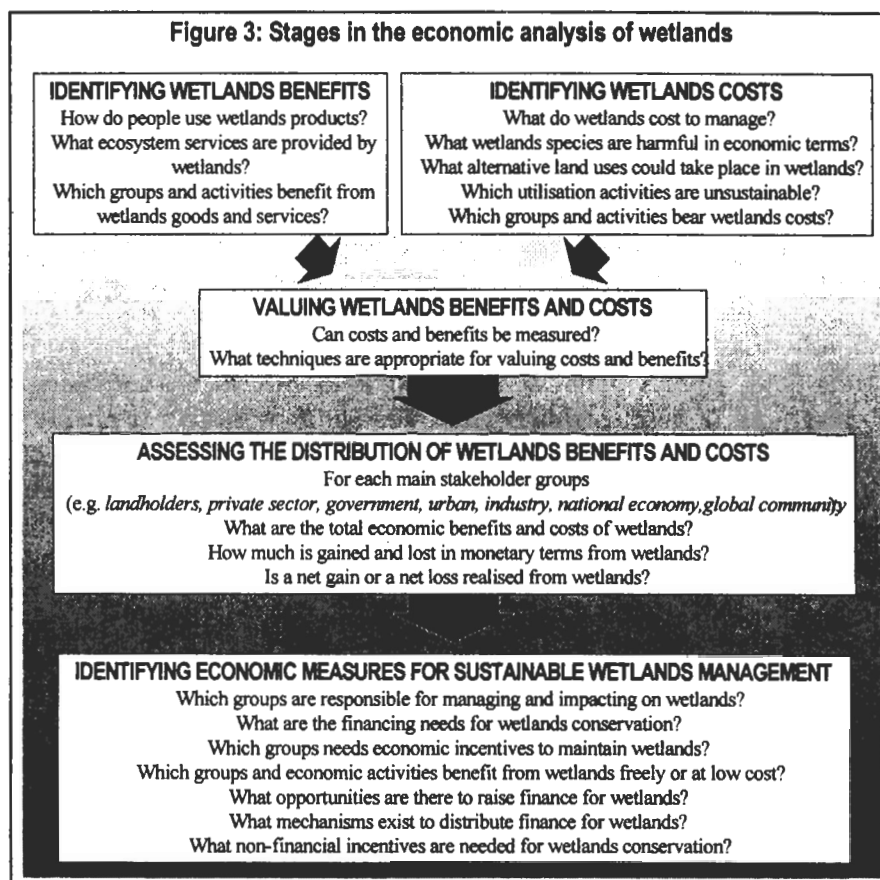 Figure 3: Stages in the economic analysis of wetlands
IDENTIFYING WETLANDS BENEFITS
How do people use wetlands products?
What ecosystem services are provided by
wetlands?
Which groups and activities benefit from
wetlands goods and services?
IDENTIFYING WETLANDS COSTS
What do wetlands cost to manage?
What wetlands species are harmful in economic terms?
What alternative land uses could take place in wetlands?
Which utilisation activities are unsustainable?
Which groups and activities bear wetlands costs?
VALUING WETLANDS BENEFITS AND COSTS
Can costs and benefits be measured?
What techniques are appropriate for valuing costs and benefits?
ASSESSING THE DISTRIBUTION OF WETLANDS BENEFITS AND COSTS
For each main stakeholder groups
(e.g. landholders, private sector, government, urban, industry, national economy,global community
What are the total economic benefits and costs of wetlands?
How much is gained and lost in monetary terms from wetlands?
Is a net gain or a net loss realised from wetlands?
IDENTIFYING ECONOMIC MEASURES FOR SUSTAINABLE WETLANDS MANAGEMENT
Which groups are responsible for managing and impacting on wetlands?
What are the financing needs for wetlands conservation?
Which groups needs economic incentives to maintain wetlands?
Which groups and economic activities benefit from wetlands freely or at low cost?
What opportunities are there to raise finance for wetlands?
What mechanisms exist to distribute finance for wetlands?
What non-financial incentives are needed for wetlands conservation?